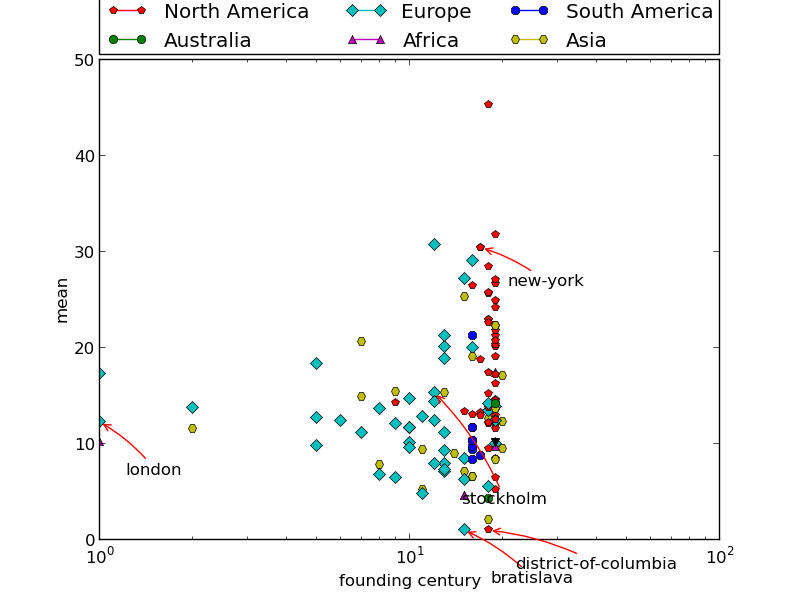 North America Europe South America
Australia Africa Asia
50
40
30
20
10
0
mean
new-york
london
stockholm
district-of-columbia
bratislava
10^0 10^1 10^2
founding century